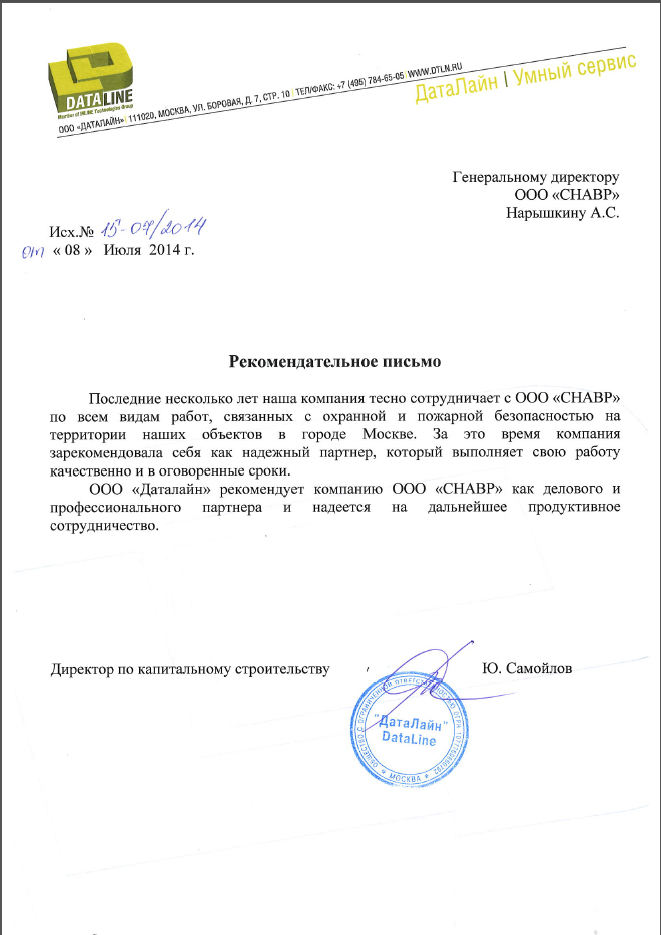 DATALINE
Member of INLINE Technologies Group
ООО «ДАТАЛАЙН» | 111020, МОСКВА, УЛ. БОРОВАЯ, Д. 7, СТР. 10 | ТЕЛ/ФАКС: +7 (495) 784-65-05 | WWW.DTLN.RU
ДатаЛайн | Умный сервис
Генеральному директору
ООО «СНАВР»
Нарышкину А.С.
Исх.№ 15-07/2014
от « 08 » Июля 2014 г.
Рекомендательное письмо
Последние несколько лет наша компания тесно сотрудничает с ООО «СНАВР»
по всем видам работ, связанных с охранной и пожарной безопасностью на
территории наших объектов в городе Москве. За это время компания
зарекомендовала себя как надежный партнер, который выполняет свою работу
качественно и в оговоренные сроки.
ООО «Даталайн» рекомендует компанию ООО «СНАВР» как делового и
профессионального партнера и надеется на дальнейшее продуктивное
сотрудничество.
Директор по капитальному строительству Ю. Самойлов
ОБЩЕСТВО С ОГРАНИЧЕННОЙ ОТВЕТСТВЕННОСТЬЮ ОГРН
"ДатаЛайн"
DataLine
* МОСКВА *